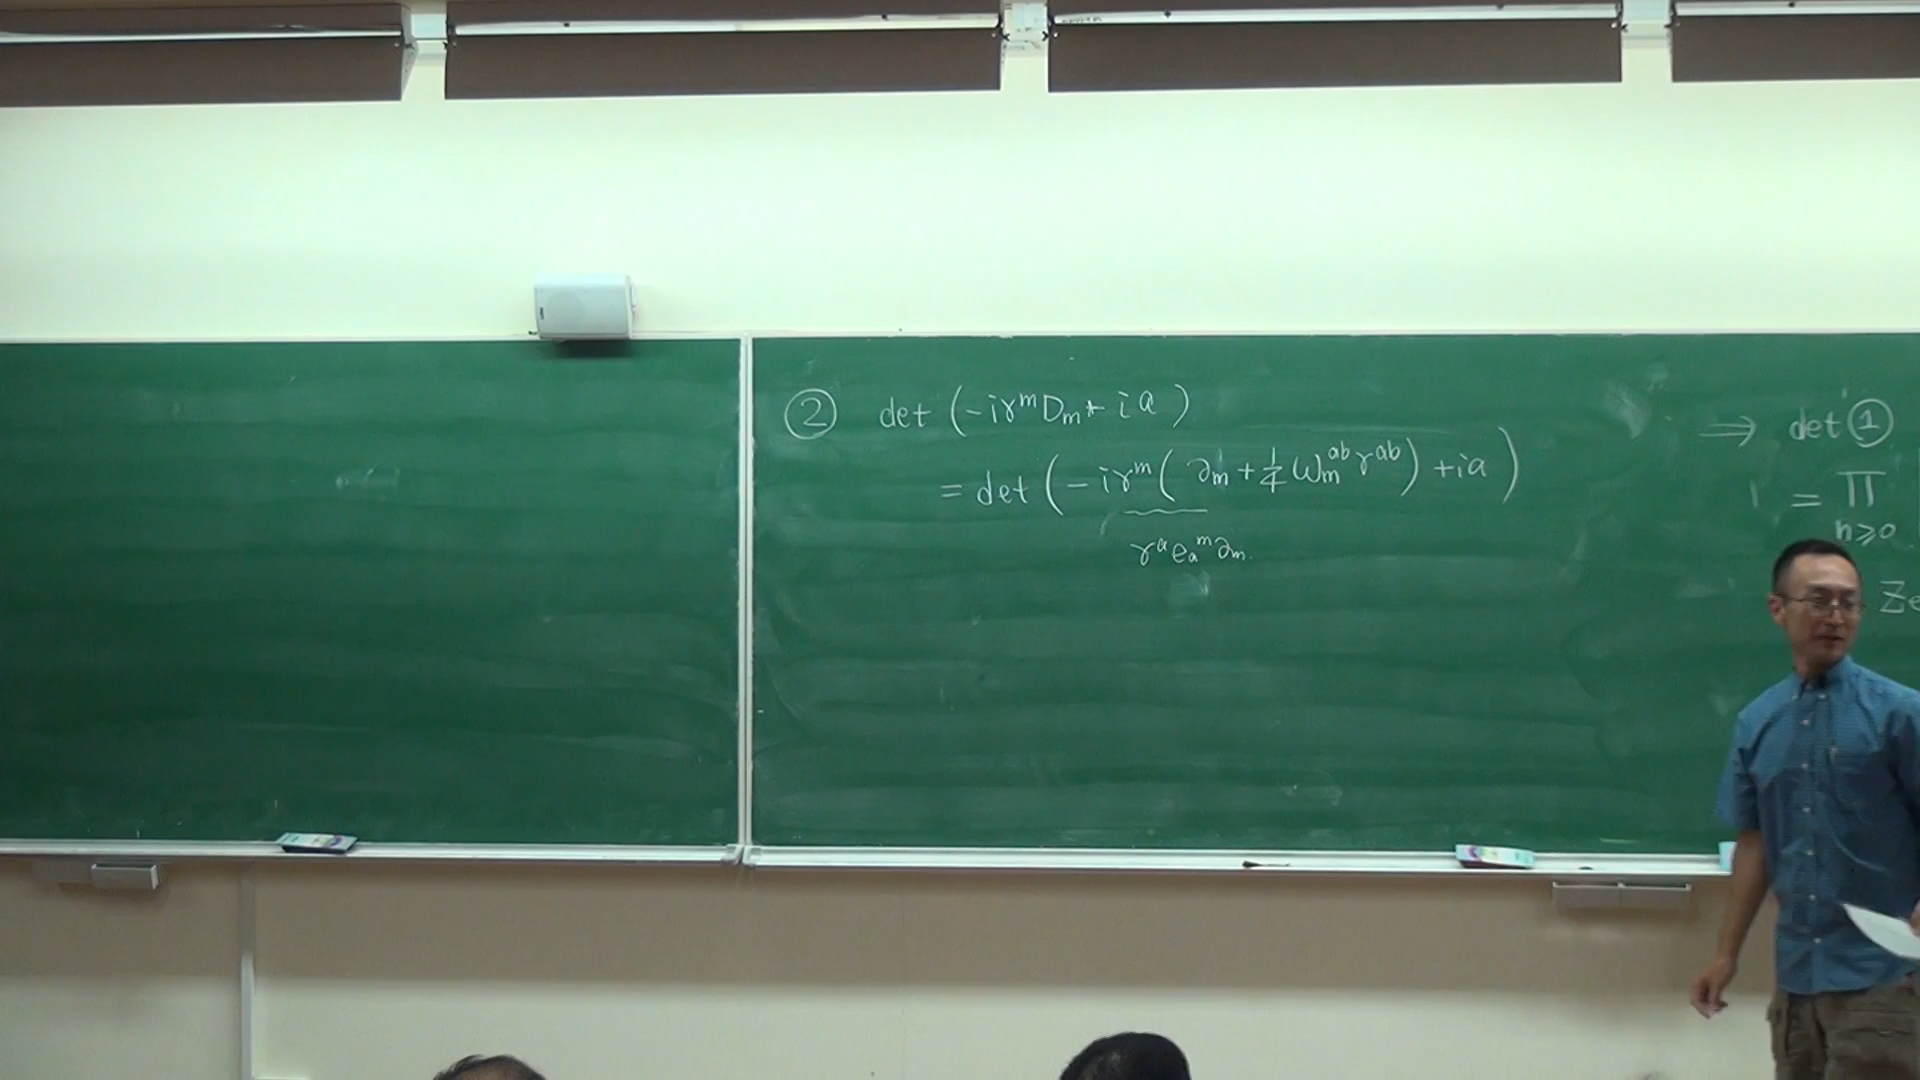 ② det (-iγ^m D_m + ia)
= det (-iγ^m (∂_m + 1/4 ω_m^{ab} γ^{ab}) + ia)
γ^a e_a^m ∂_m.
⇒ det ①
= ∏
n≥0